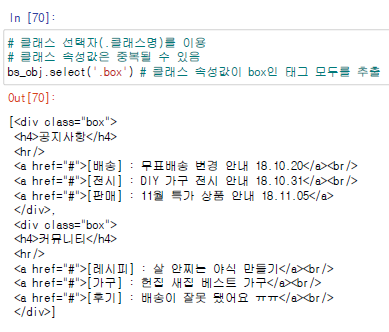 In [70]:
# 클래스 선택자(.클래스명)를 이용
# 클래스 속성값은 중복될 수 있음
bs_obj.select('.box') # 클래스 속성값이 box인 태그 모두를 추출
Out[70]:
[<div class="box">
<h4>공지사항</h4>
<hr/>
<a href="#">[배송] : 무표배송 변경 안내 18.10.20</a><br/>
<a href="#">[전시] : DIY 가구 전시 안내 18.10.31</a><br/>
<a href="#">[판매] : 11월 특가 상품 안내 18.11.05</a>
</div>,
<div class="box">
<h4>커뮤니티</h4>
<hr/>
<a href="#">[레시피] : 살 안찌는 야식 만들기</a><br/>
<a href="#">[가구] : 헌집 새집 베스트 가구</a><br/>
<a href="#">[후기] : 배송이 잘못 됐어요 ㅠㅠ</a><br/>
</div>]